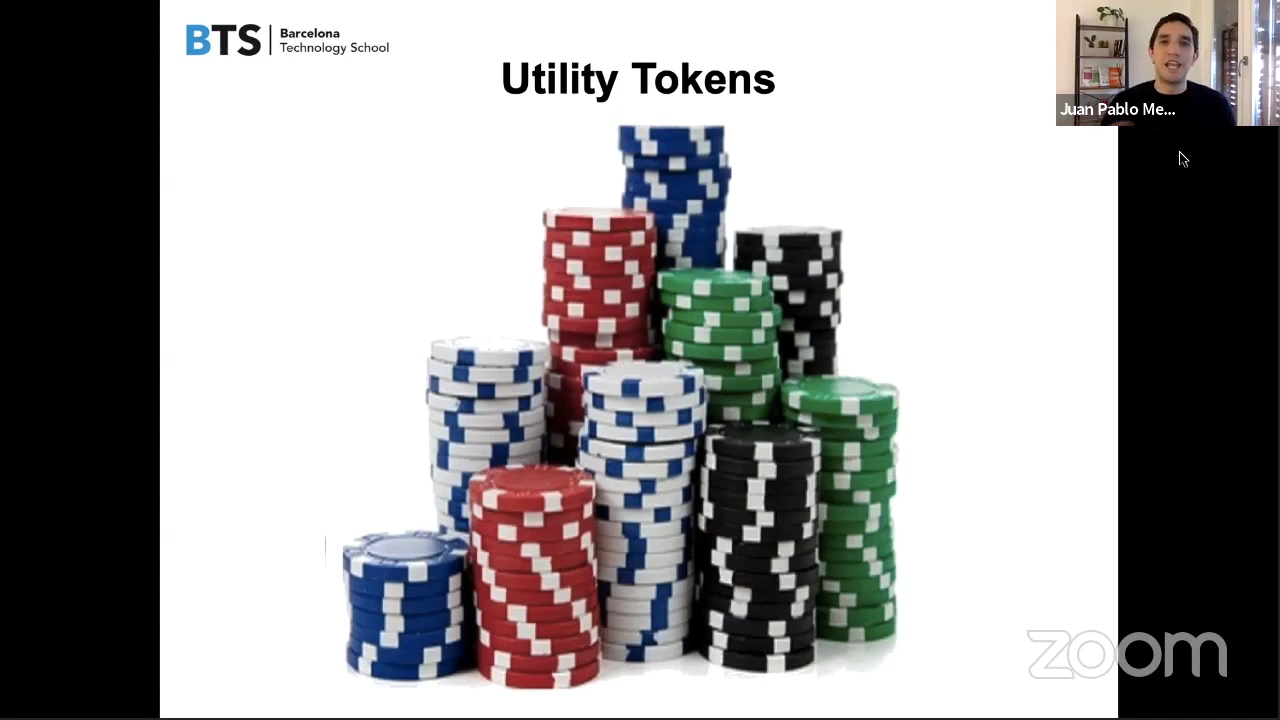 BTS
Barcelona
Technology School
Utility Tokens
Juan Pablo Me...
zoom